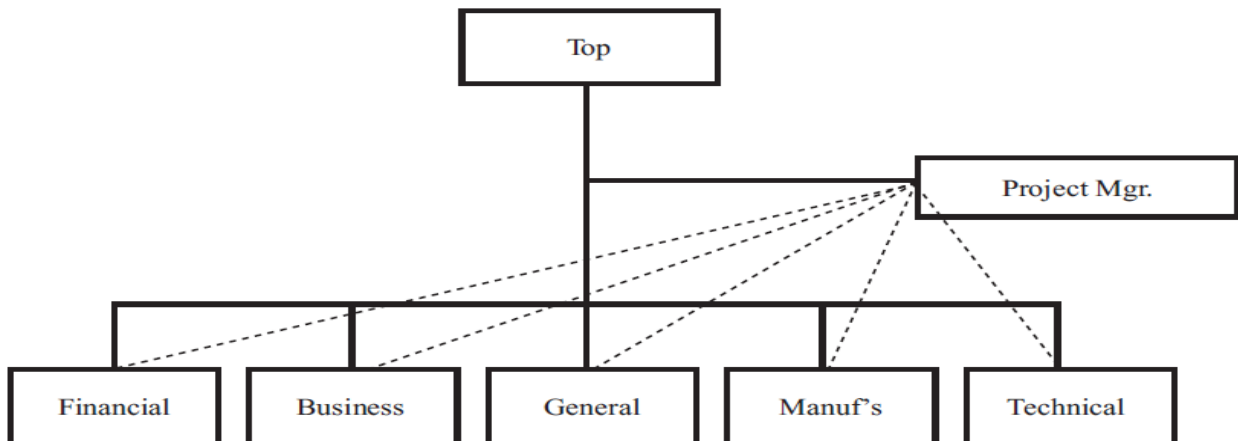 Top
Project Mgr.
Financial
Business
General
Manuf's
Technical